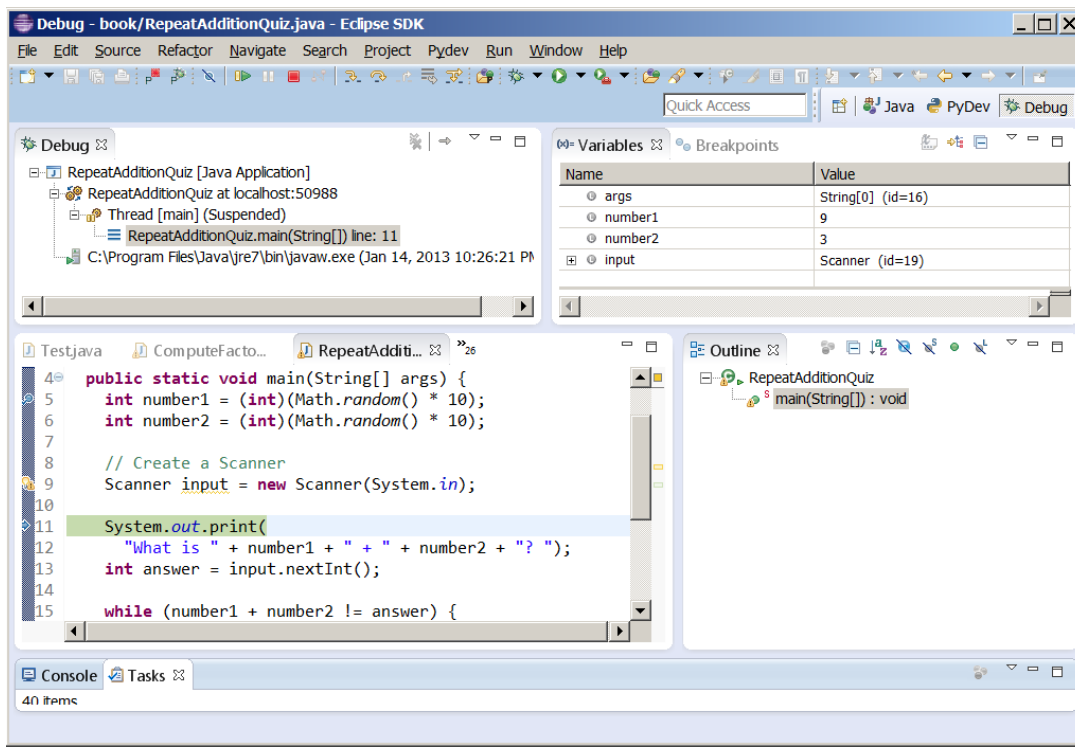 Debug - book/RepeatAdditionQuiz.java - Eclipse SDK
File Edit Source Refactor Navigate Search Project Pydev Run Window Help
Quick Access Java PyDev Debug
Debug
RepeatAdditionQuiz [Java Application]
RepeatAdditionQuiz at localhost:50988
Thread [main] (Suspended)
RepeatAdditionQuiz.main(String[]) line: 11
C:\Program Files\Java\jre7\bin\javaw.exe (Jan 14, 2013 10:26:21 PM
(x)= Variables Breakpoints
Name Value
args String[0] (id=16)
number1 9
number2 3
input Scanner (id=19)
Test.java ComputeFacto... RepeatAdditi... »26
4 public static void main(String[] args) {
5 int number1 = (int)(Math.random() * 10);
6 int number2 = (int)(Math.random() * 10);
7
8 // Create a Scanner
9 Scanner input = new Scanner(System.in);
10
11 System.out.print(
12 "What is " + number1 + " + " + number2 + "? ");
13 int answer = input.nextInt();
14
15 while (number1 + number2 != answer) {
Outline
RepeatAdditionQuiz
main(String[]) : void
Console Tasks
40 items